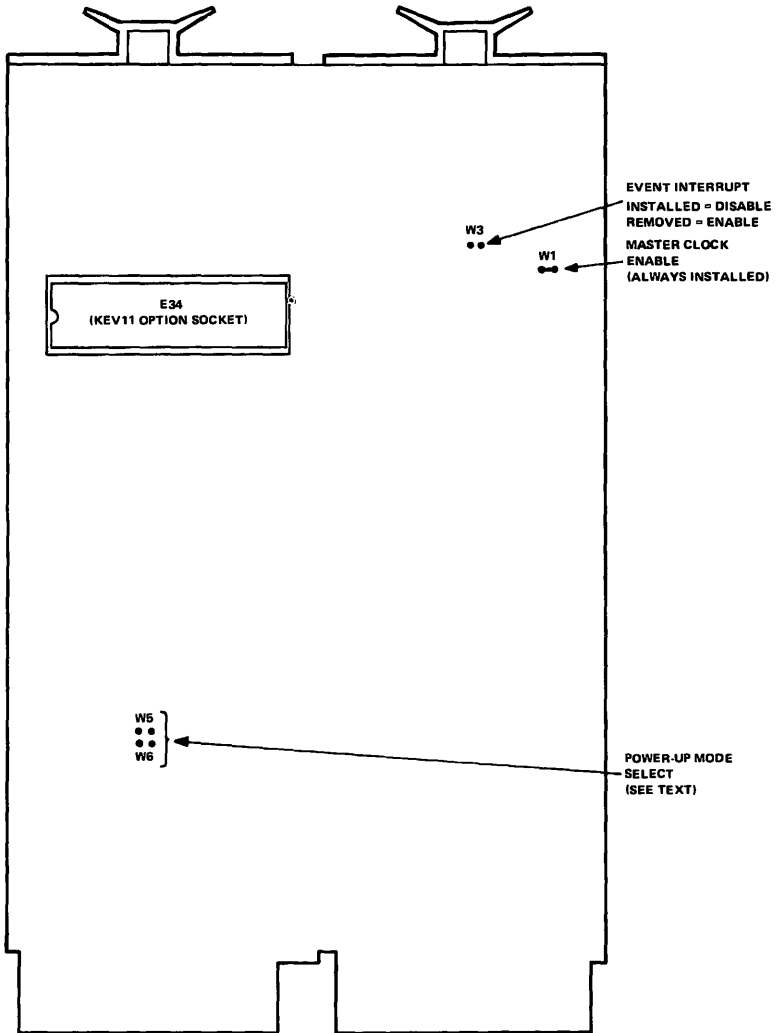 EVENT INTERRUPT
INSTALLED = DISABLE
REMOVED = ENABLE
W3
MASTER CLOCK
ENABLE
(ALWAYS INSTALLED)
W1
E34
(KEV11 OPTION SOCKET)
W5
W6
POWER-UP MODE
SELECT
(SEE TEXT)